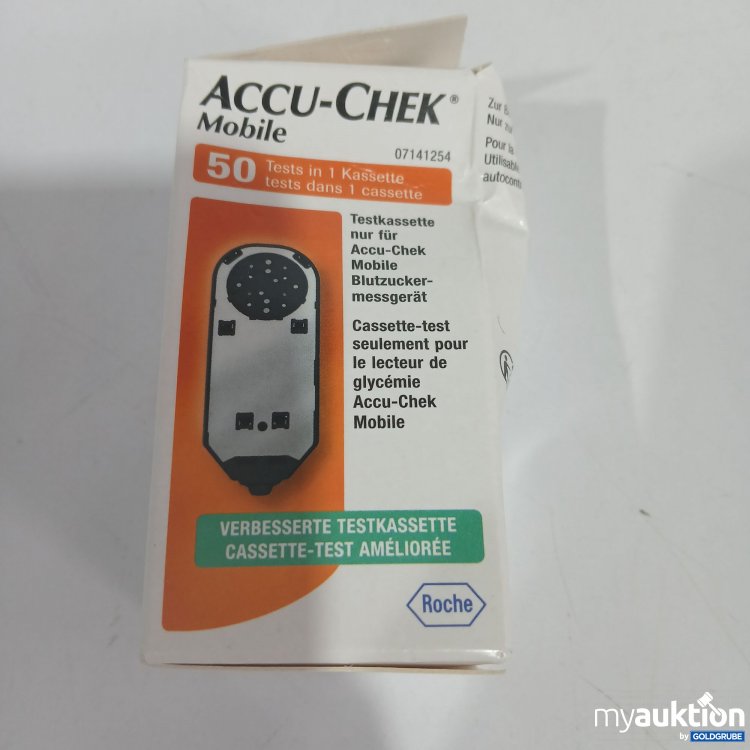 ACCU-CHEK®
Mobile
07141254
50 Tests in 1 Kassette
tests dans 1 cassette
Testkassette
nur für
Accu-Chek
Mobile
Blutzucker-
messgerät
Cassette-test
seulement pour
le lecteur de
glycémie
Accu-Chek
Mobile
VERBESSERTE TESTKASSETTE
CASSETTE-TEST AMÉLIORÉE
Roche
Zur
Nur
Pour la
myauktion
by GOLDGRUBE